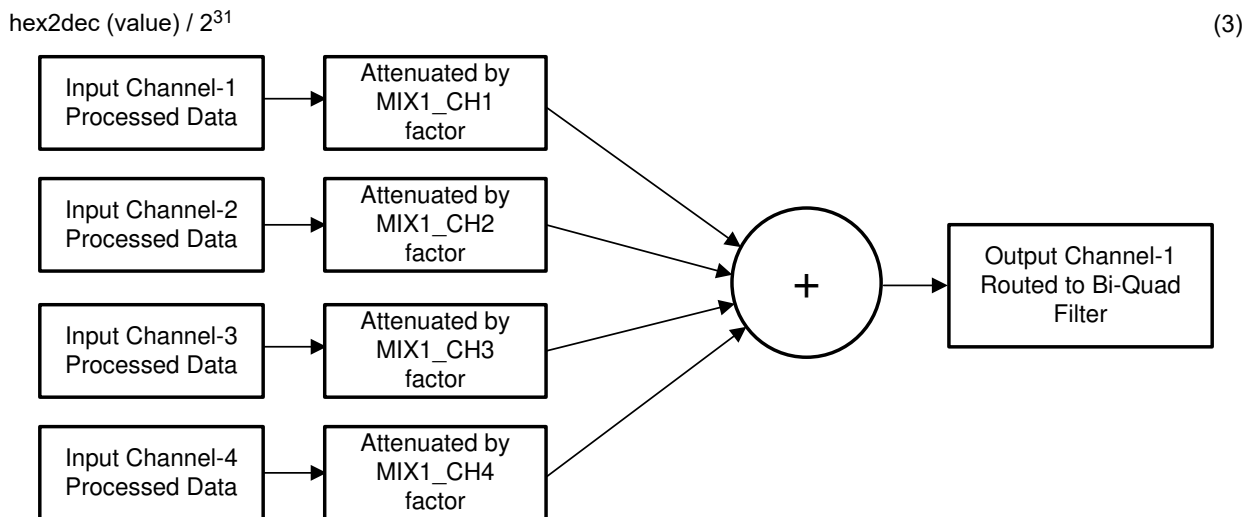 hex2dec (value) / 2^31 (3)
Input Channel-1
Processed Data
Attenuated by
MIX1_CH1
factor
Input Channel-2
Processed Data
Attenuated by
MIX1_CH2
factor
Input Channel-3
Processed Data
Attenuated by
MIX1_CH3
factor
Input Channel-4
Processed Data
Attenuated by
MIX1_CH4
factor
+
Output Channel-1
Routed to Bi-Quad
Filter